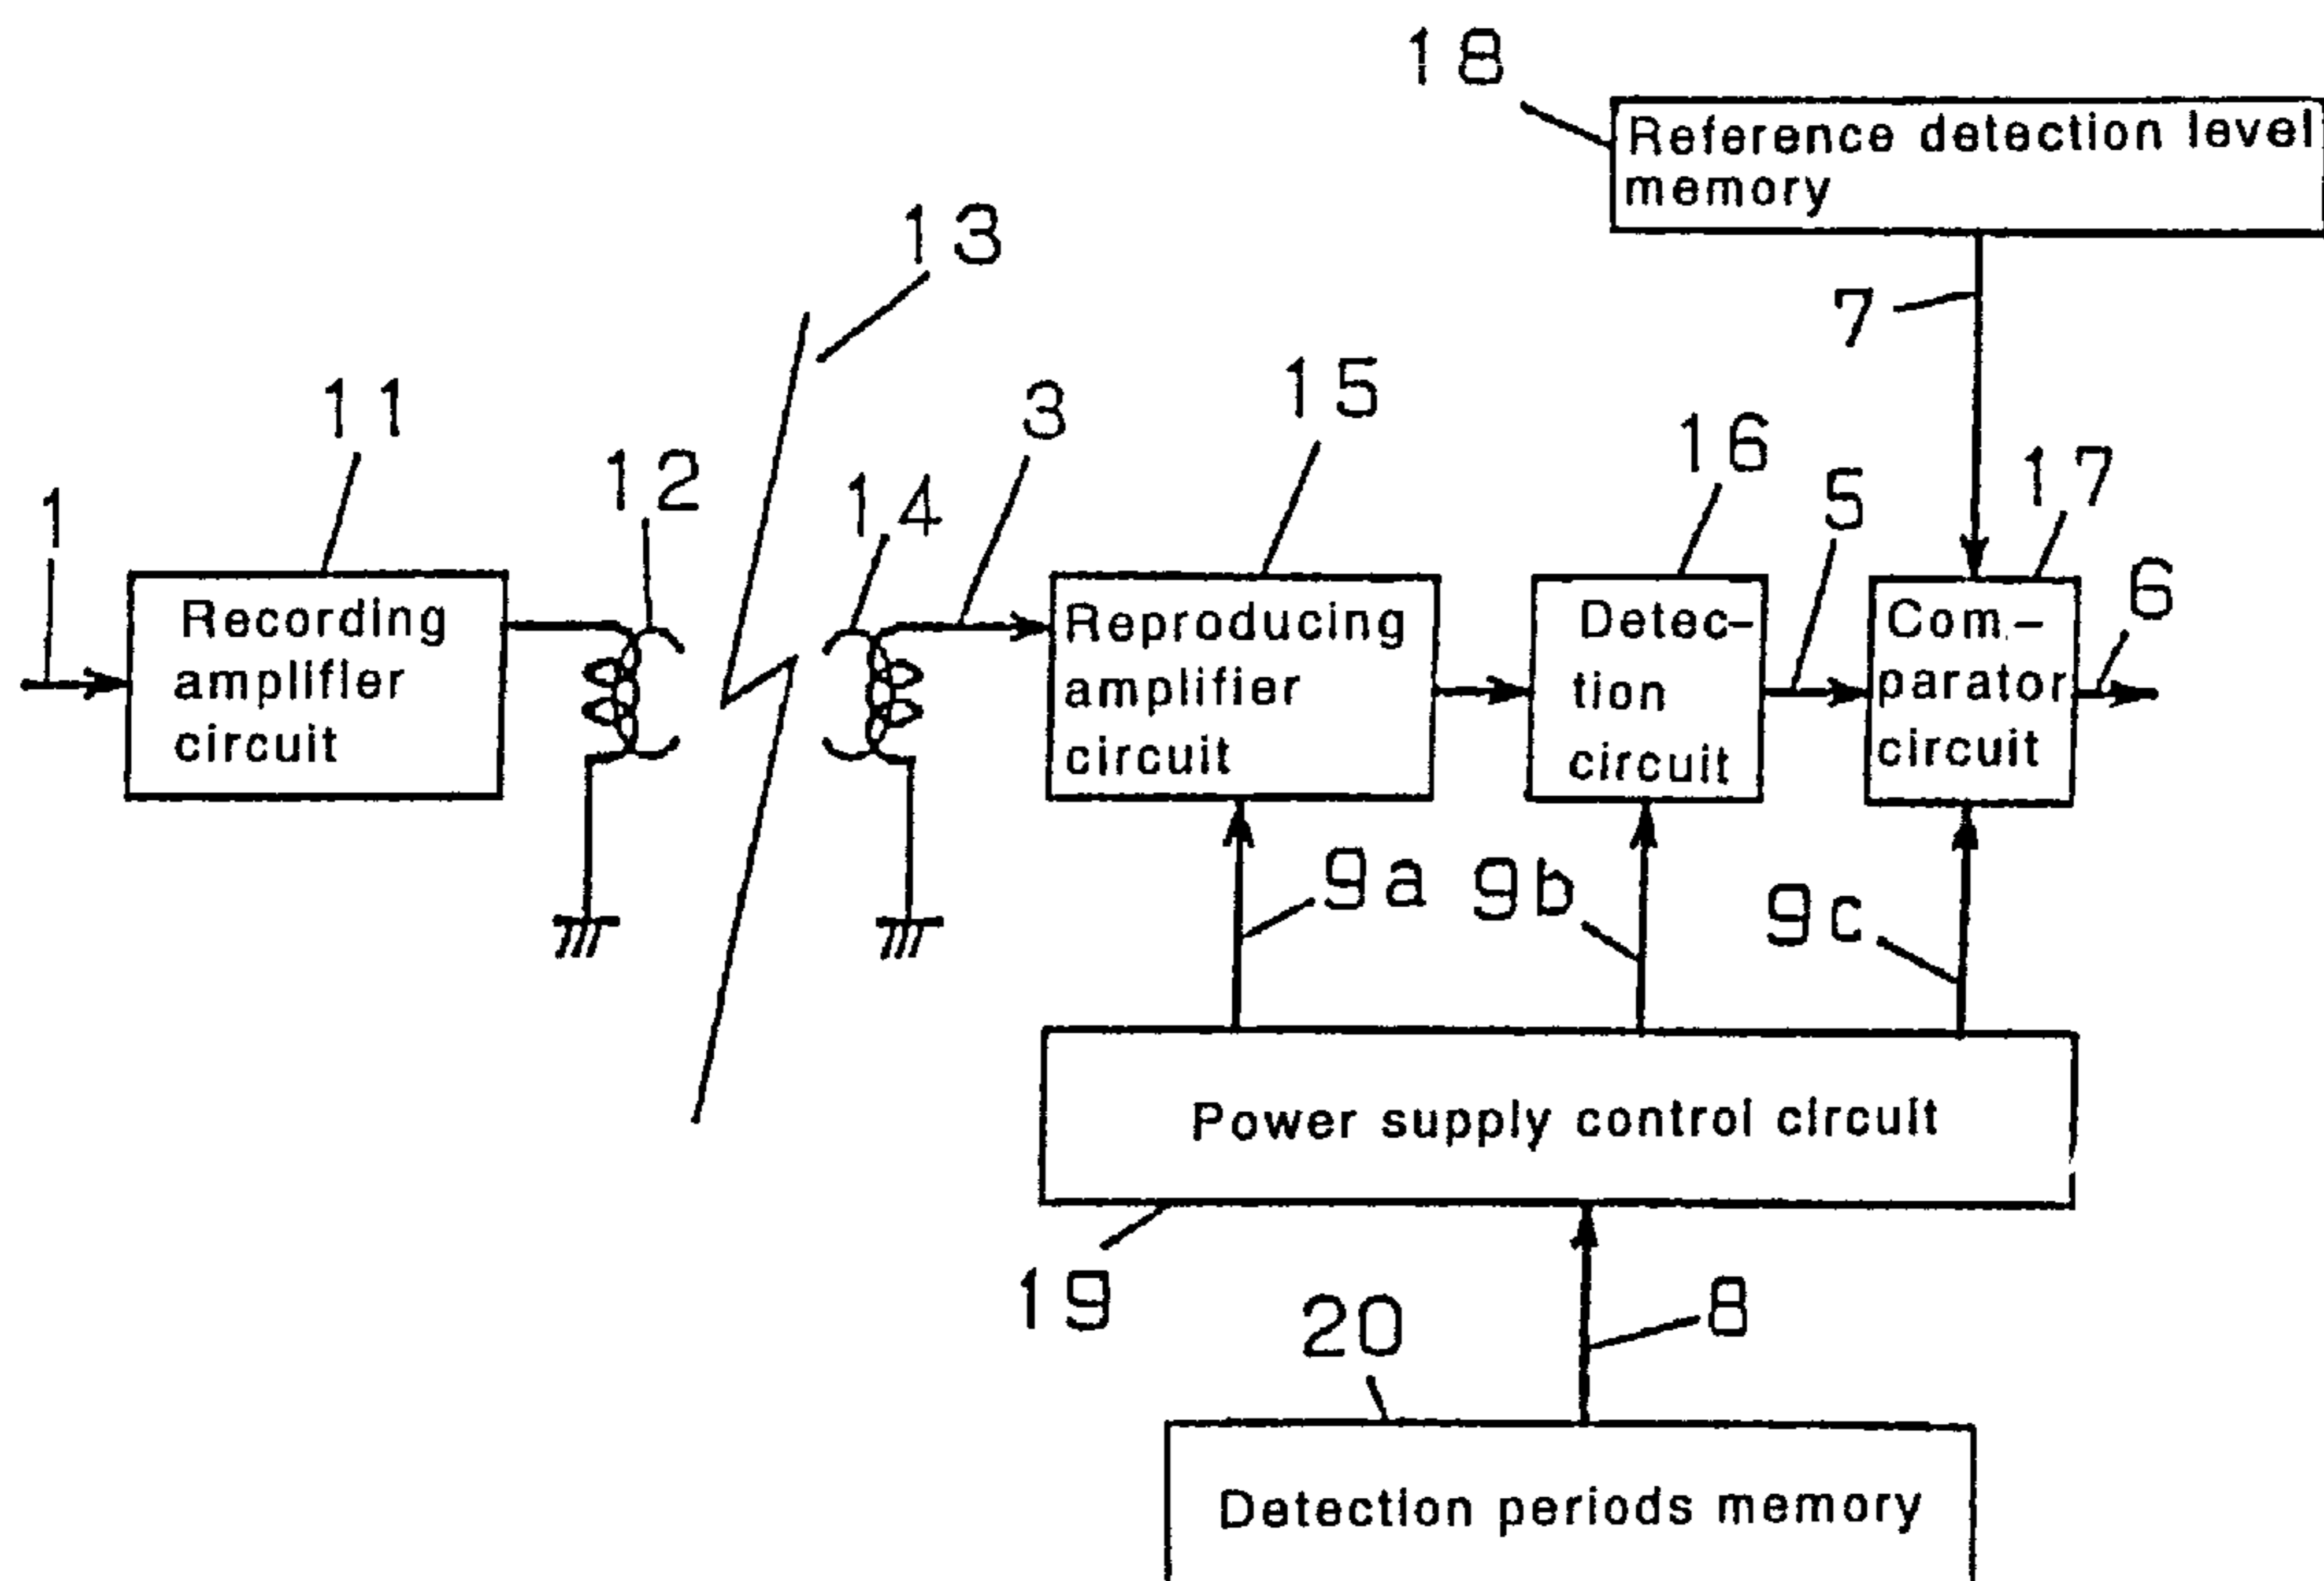 18
Reference detection level
memory
13
7
11
12
14
3
15
16
5
17
1
6
Recording
amplifier
circuit
Reproducing
amplifier
circuit
Detec-
tion
circuit
Com-
parator
circuit
9a
9b
9c
Power supply control circuit
19
20
8
Detection periods memory